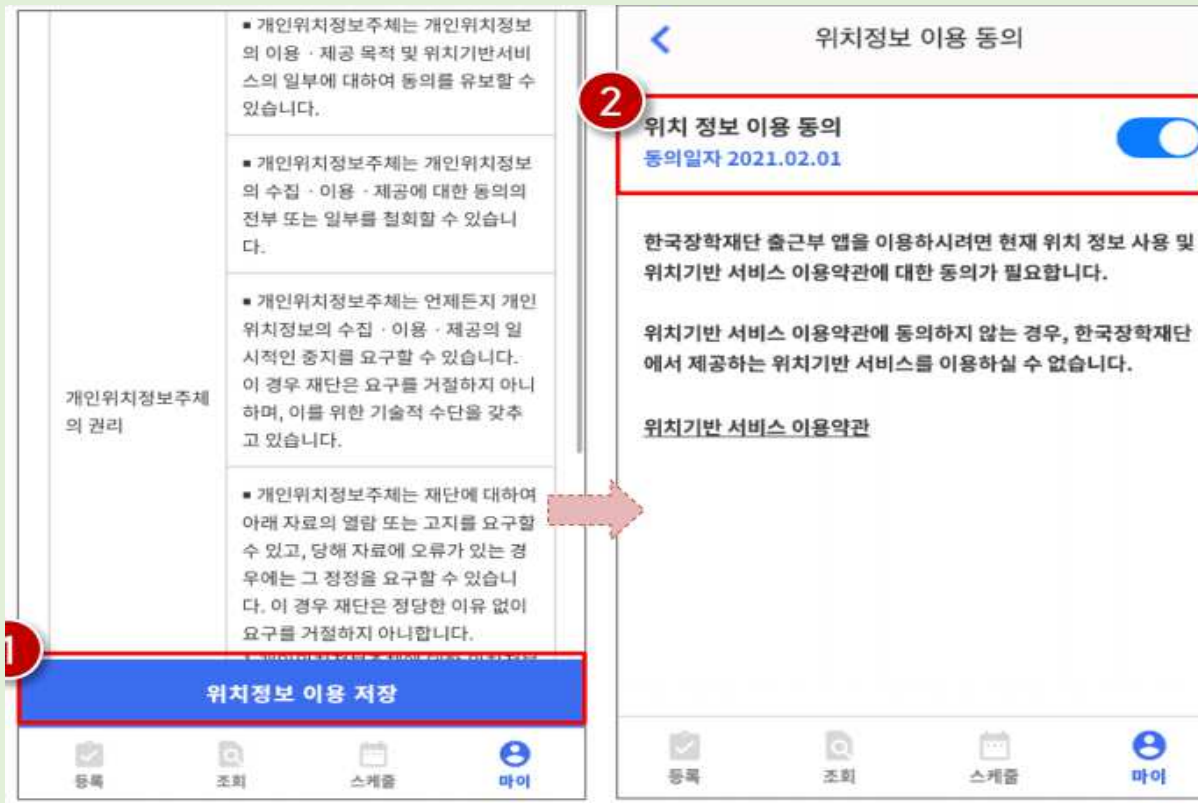 ■ 개인위치정보주체는 개인위치정보
의 이용 · 제공 목적 및 위치기반서비
스의 일부에 대하여 동의를 유보할 수
있습니다.
■ 개인위치정보주체는 개인위치정보
의 수집 · 이용 · 제공에 대한 동의의
전부 또는 일부를 철회할 수 있습니
다.
개인위치정보주체
의 권리
■ 개인위치정보주체는 언제든지 개인
위치정보의 수집 · 이용 · 제공의 일
시적인 중지를 요구할 수 있습니다.
이 경우 재단은 요구를 거절하지 아니
하며, 이를 위한 기술적 수단을 갖추
고 있습니다.
■ 개인위치정보주체는 재단에 대하여
아래 자료의 열람 또는 고지를 요구할
수 있고, 당해 자료에 오류가 있는 경
우에는 그 정정을 요구할 수 있습니
다. 이 경우 재단은 정당한 이유 없이
요구를 거절하지 아니합니다.
1
위치정보 이용 저장
등록 조회 스케줄 마이
위치정보 이용 동의
2
위치 정보 이용 동의
동의일자 2021.02.01
한국장학재단 출근부 앱을 이용하시려면 현재 위치 정보 사용 및
위치기반 서비스 이용약관에 대한 동의가 필요합니다.
위치기반 서비스 이용약관에 동의하지 않는 경우, 한국장학재단
에서 제공하는 위치기반 서비스를 이용하실 수 없습니다.
위치기반 서비스 이용약관
등록 조회 스케줄 마이